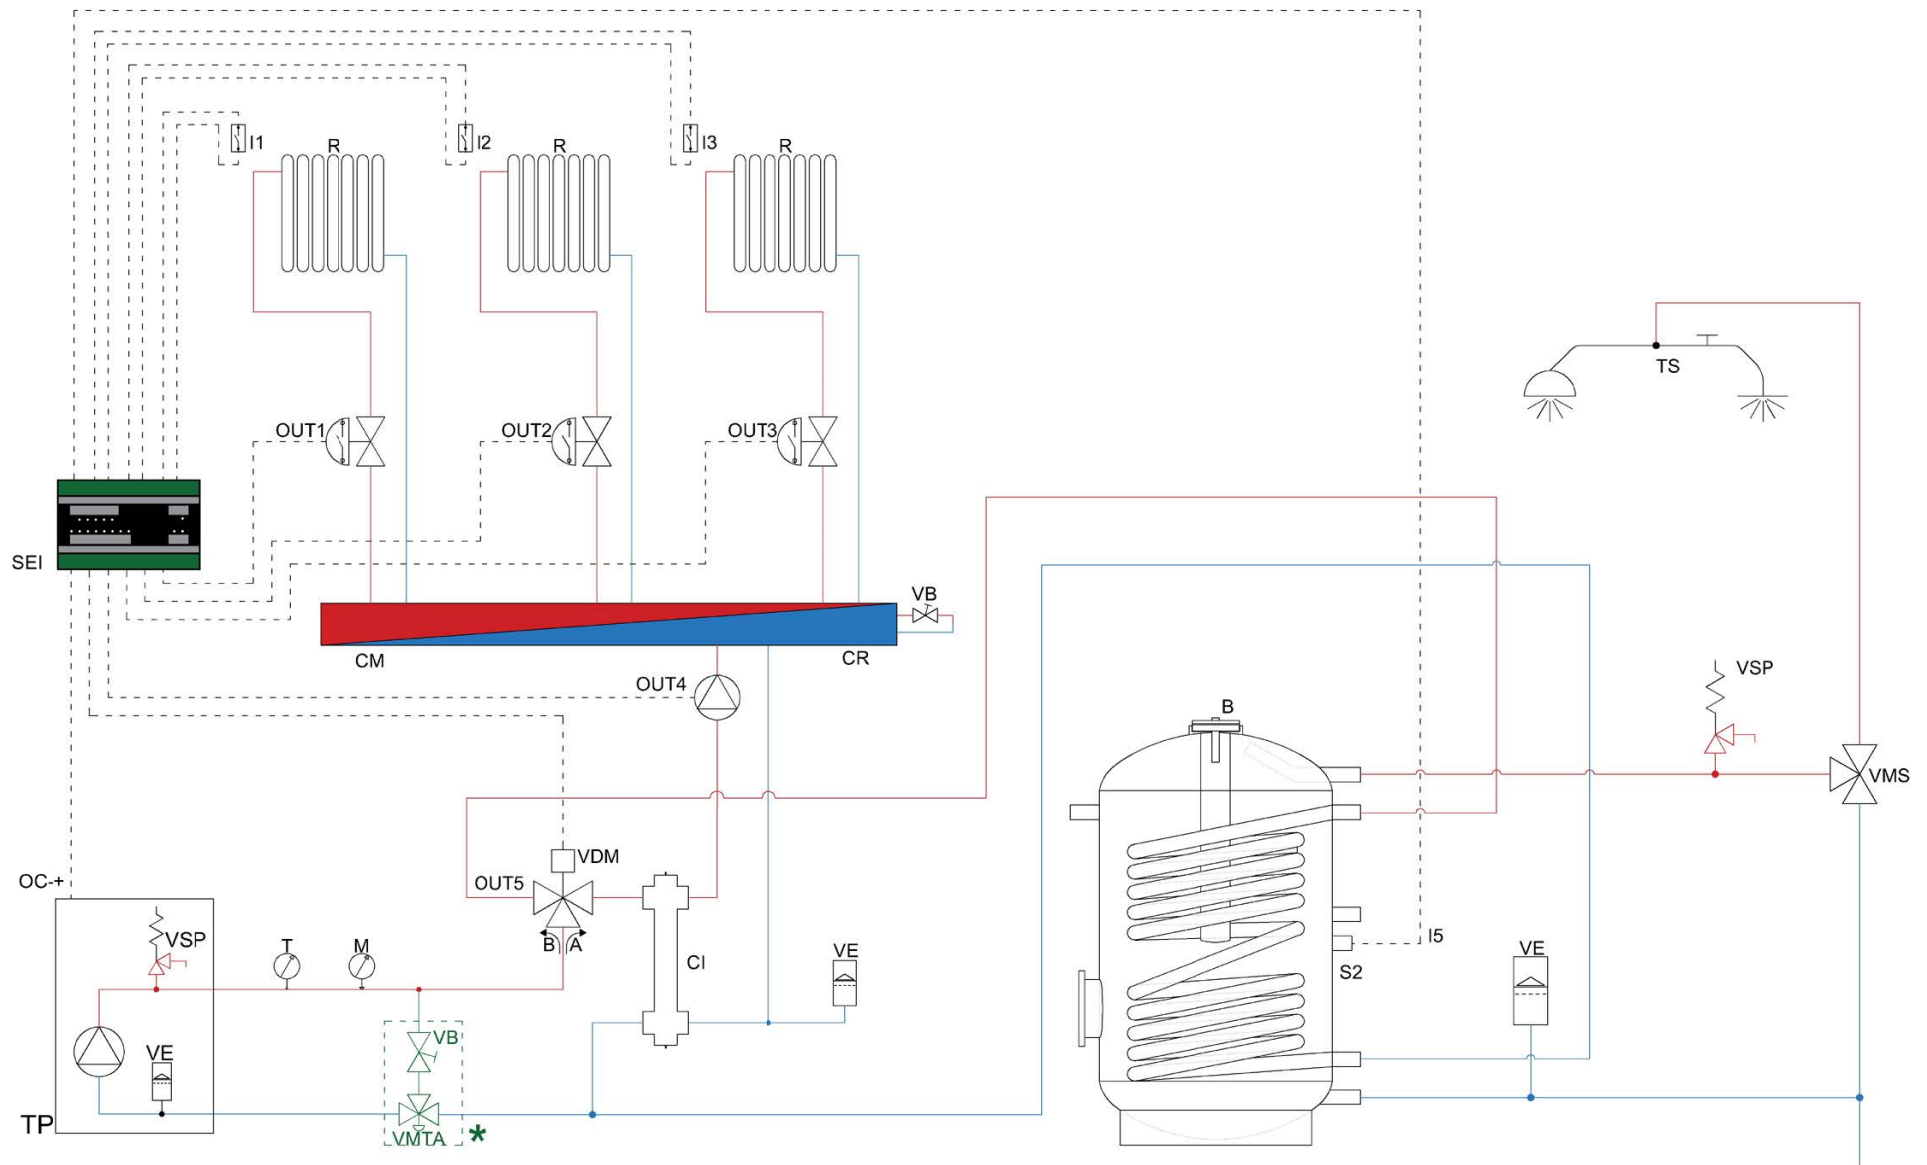 I1
R
I2
R
I3
R
TS
OUT1
OUT2
OUT3
SEI
VB
CM
CR
OUT4
VSP
B
VMS
VDM
OUT5
OC-+
B A
I5
VSP
T
M
CI
VE
S2
VE
VB
VE
TP
VMTA *